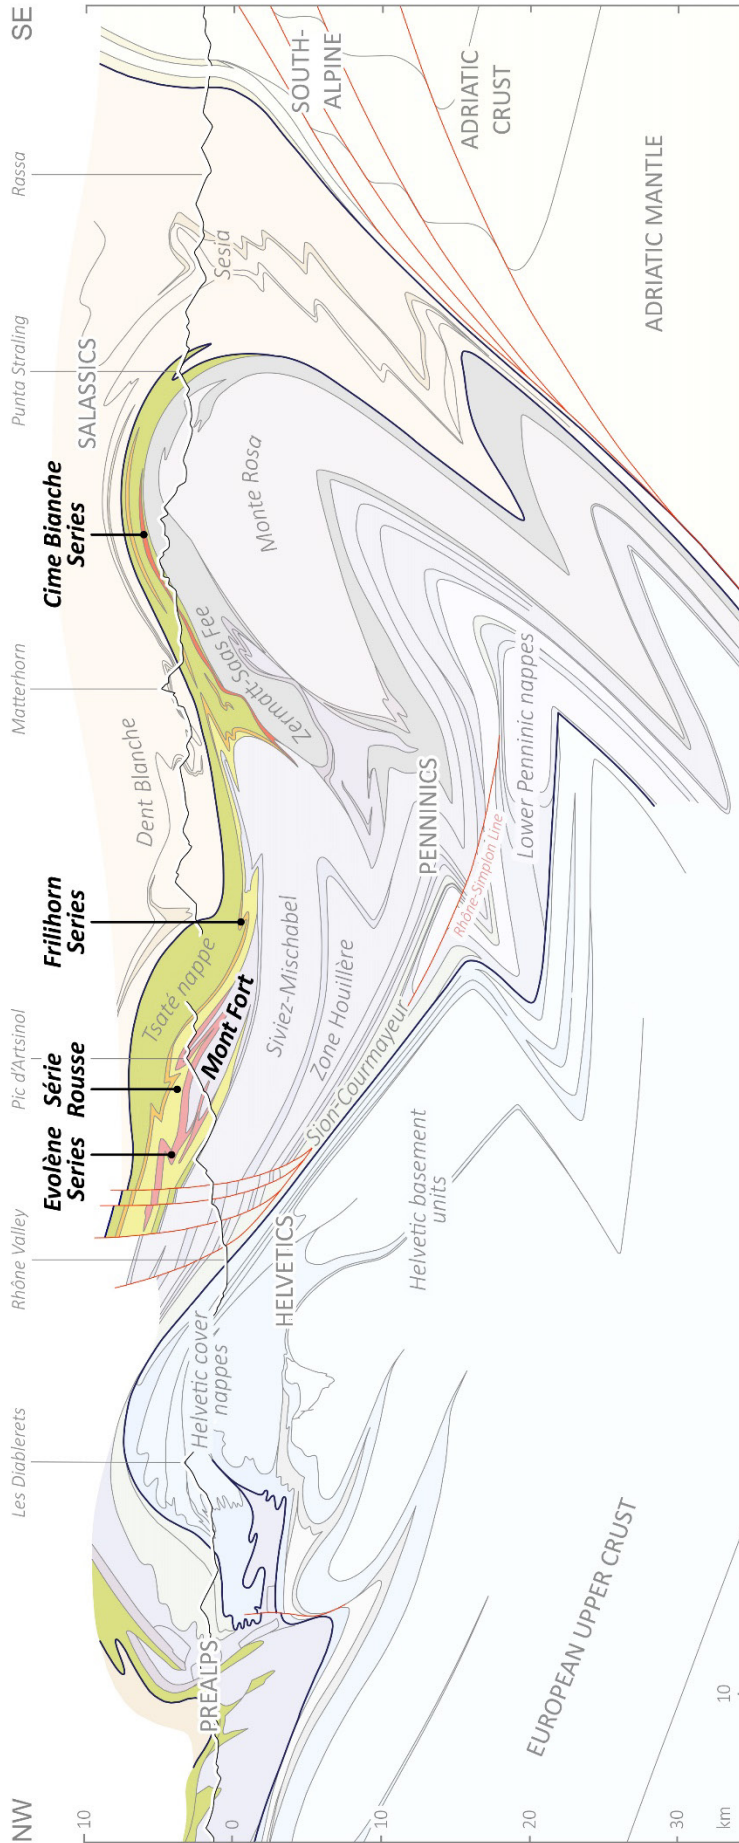 NW
SE
Les Diablerets
Rhône Valley
Pic d'Artsinol
Matterhorn
Punta Straling
Rassa
Evolène
Series
Série
Rousse
Frilihorn
Series
Cime Bianche
Series
SALASSICS
10
0
10
20
30
km
10
PREALPS
Helvetic cover
nappes
HELVETICS
Helvetic basement
units
EUROPEAN UPPER CRUST
Tsaté nappe
Mont Fort
Siviez-Mischabel
Zone Houillère
Sion-Courmayeur
Dent Blanche
Zermatt-Saas Fee
Monte Rosa
PENNINICS
Rhône-Simplon Line
Lower Penninic nappes
Sesia
SOUTH-
ALPINE
ADRIATIC
CRUST
ADRIATIC MANTLE